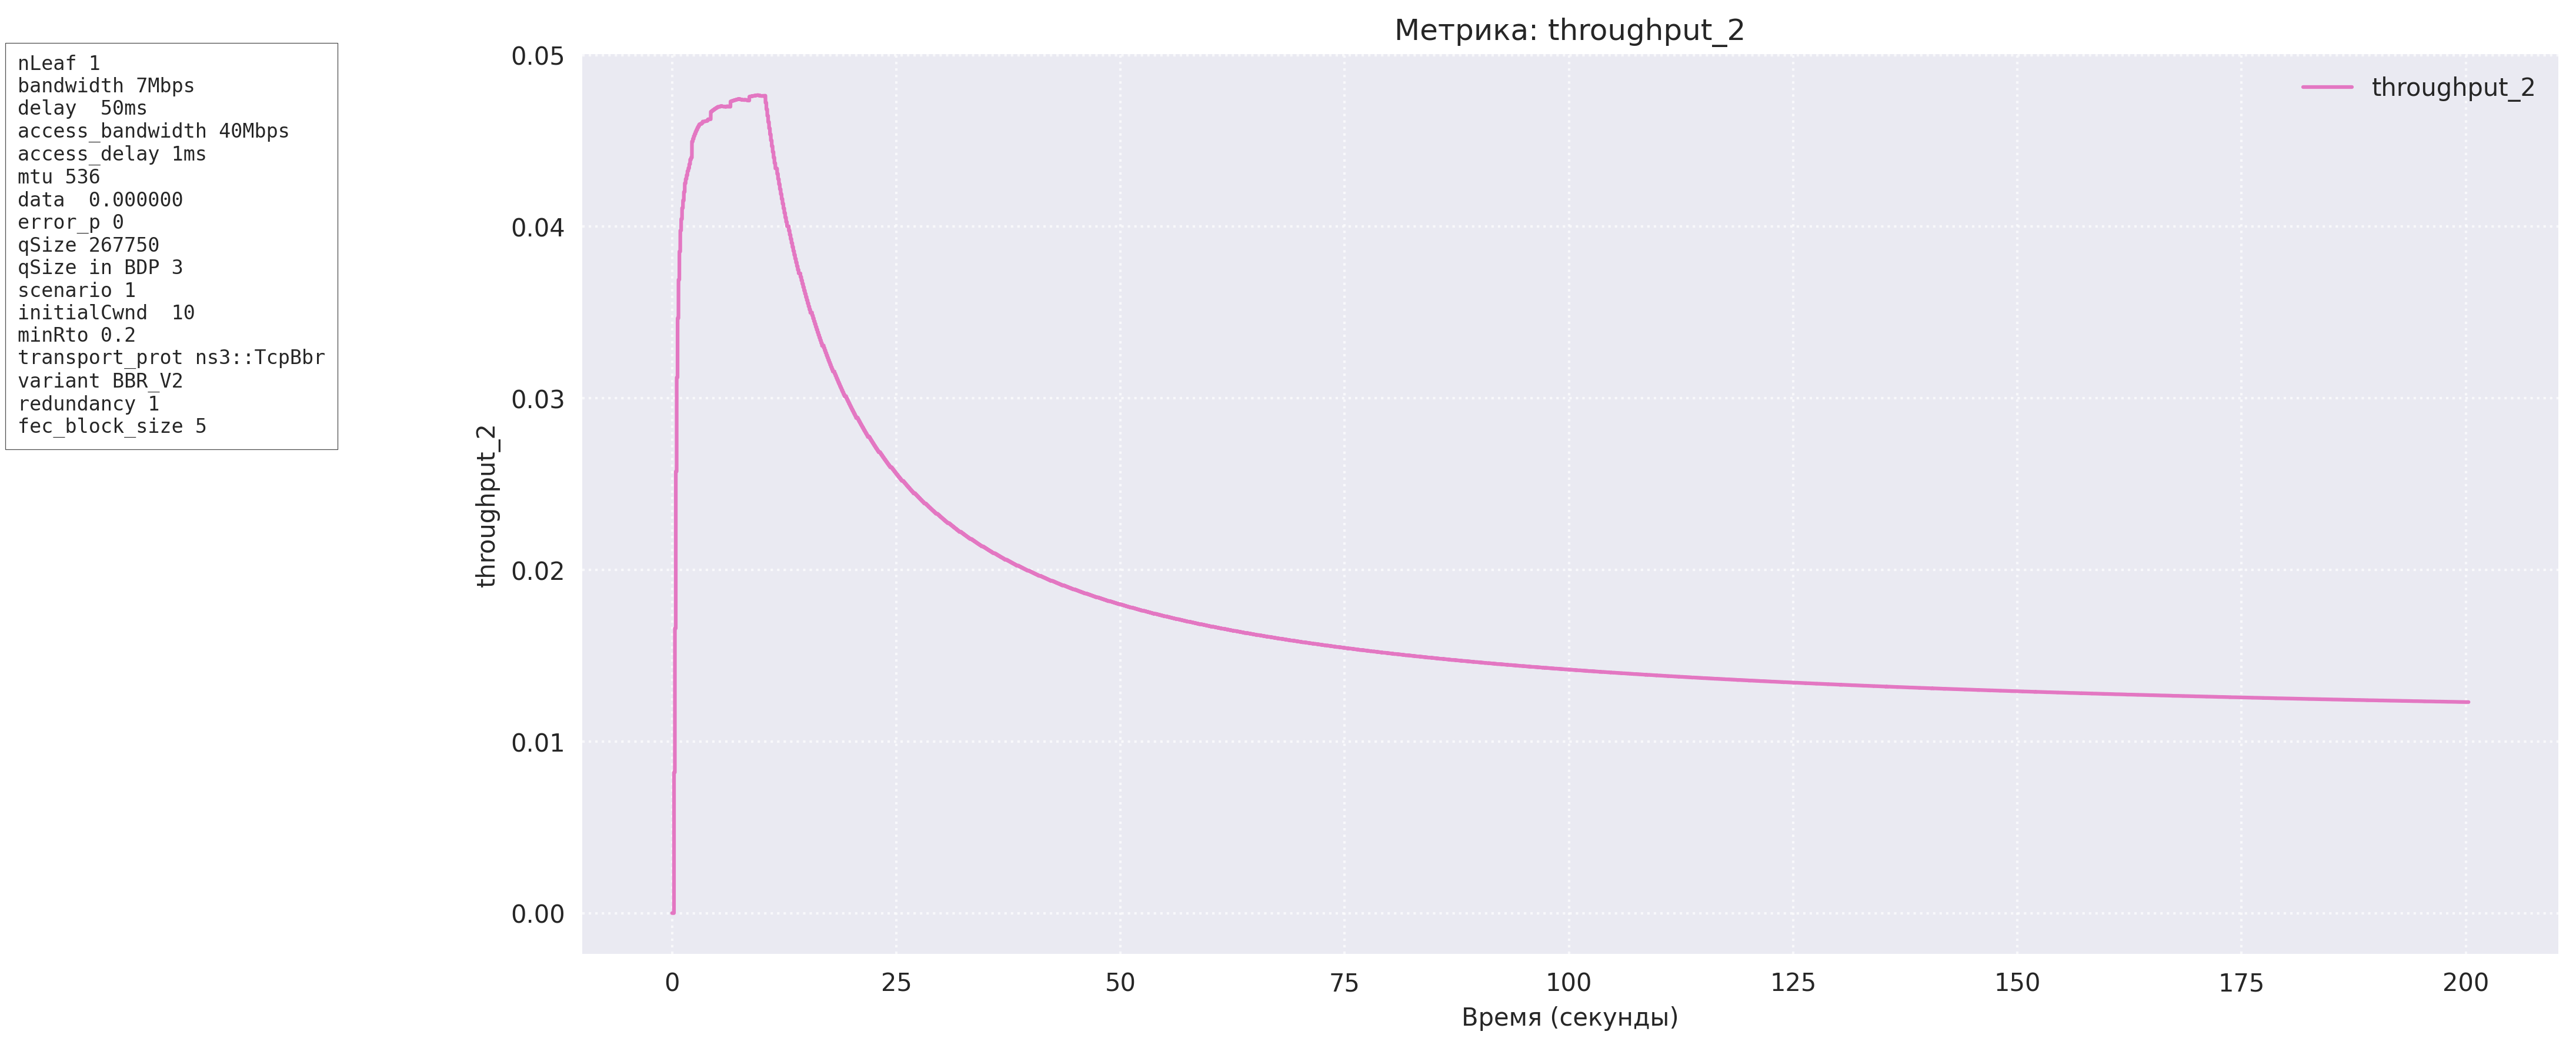 nLeaf 1
bandwidth 7Mbps
delay  50ms
access_bandwidth 40Mbps
access_delay 1ms
mtu 536
data  0.000000
error_p 0
qSize 267750
qSize in BDP 3
scenario 1
initialCwnd  10
minRto 0.2
transport_prot ns3::TcpBbr
variant BBR_V2
redundancy 1
fec_block_size 5
Метрика: throughput_2
throughput_2
throughput_2
0.05
0.04
0.03
0.02
0.01
0.00
0 25 50 75 100 125 150 175 200
Время (секунды)